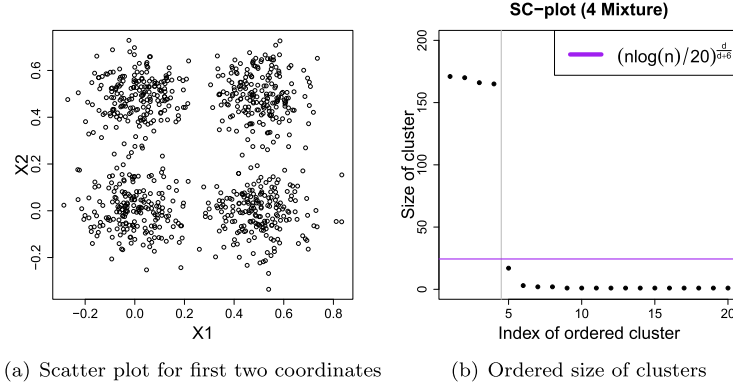 SC−plot (4 Mixture)
X2
−0.2 0.0 0.2 0.4 0.6
−0.2 0.0 0.2 0.4 0.6 0.8
X1
Size of cluster
0 50 100 150 200
(nlog(n)/20)^(d/(d+6))
5 10 15 20
Index of ordered cluster
(a) Scatter plot for first two coordinates
(b) Ordered size of clusters